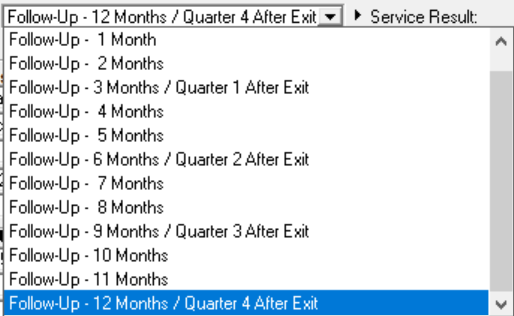 Follow-Up - 12 Months / Quarter 4 After Exit Service Result:
Follow-Up - 1 Month
Follow-Up - 2 Months
Follow-Up - 3 Months / Quarter 1 After Exit
Follow-Up - 4 Months
Follow-Up - 5 Months
Follow-Up - 6 Months / Quarter 2 After Exit
Follow-Up - 7 Months
Follow-Up - 8 Months
Follow-Up - 9 Months / Quarter 3 After Exit
Follow-Up - 10 Months
Follow-Up - 11 Months
Follow-Up - 12 Months / Quarter 4 After Exit